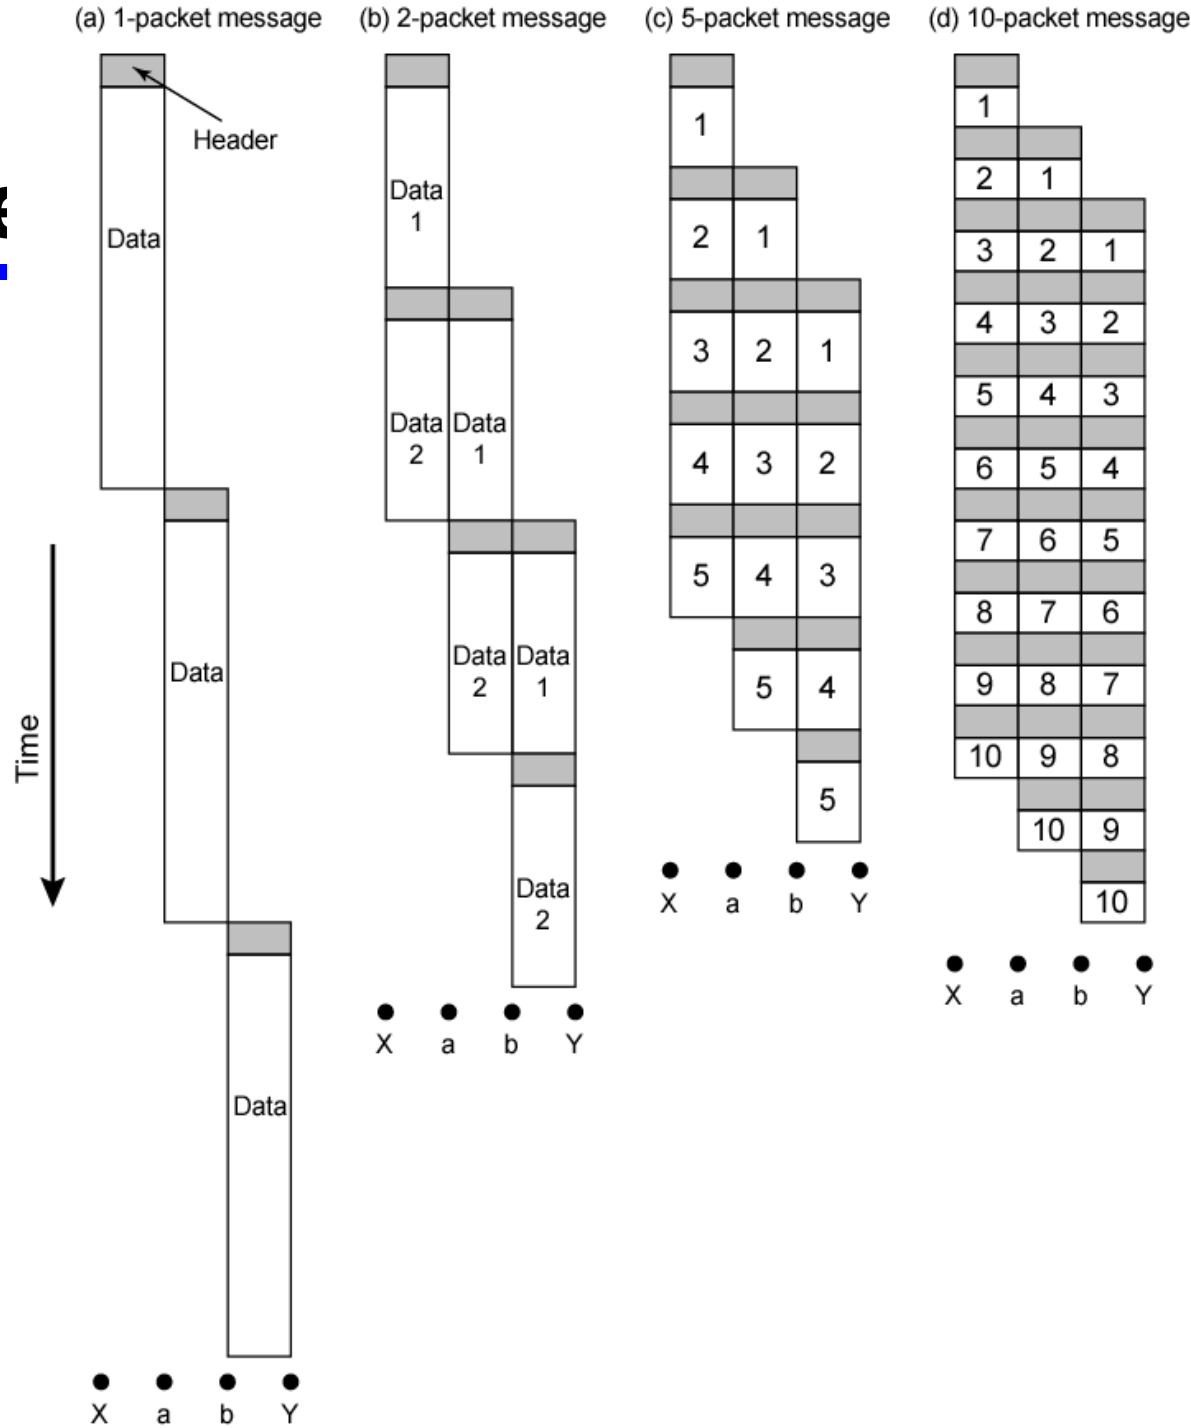 (a) 1-packet message
Header
Data
Data
Data
Time
X a b Y
(b) 2-packet message
Data
1
Data Data
2 1
Data Data
2 1
Data
2
X a b Y
(c) 5-packet message
1
2 1
3 2 1
4 3 2
5 4 3
5 4
5
X a b Y
(d) 10-packet message
1
2 1
3 2 1
4 3 2
5 4 3
6 5 4
7 6 5
8 7 6
9 8 7
10 9 8
10 9
10
X a b Y